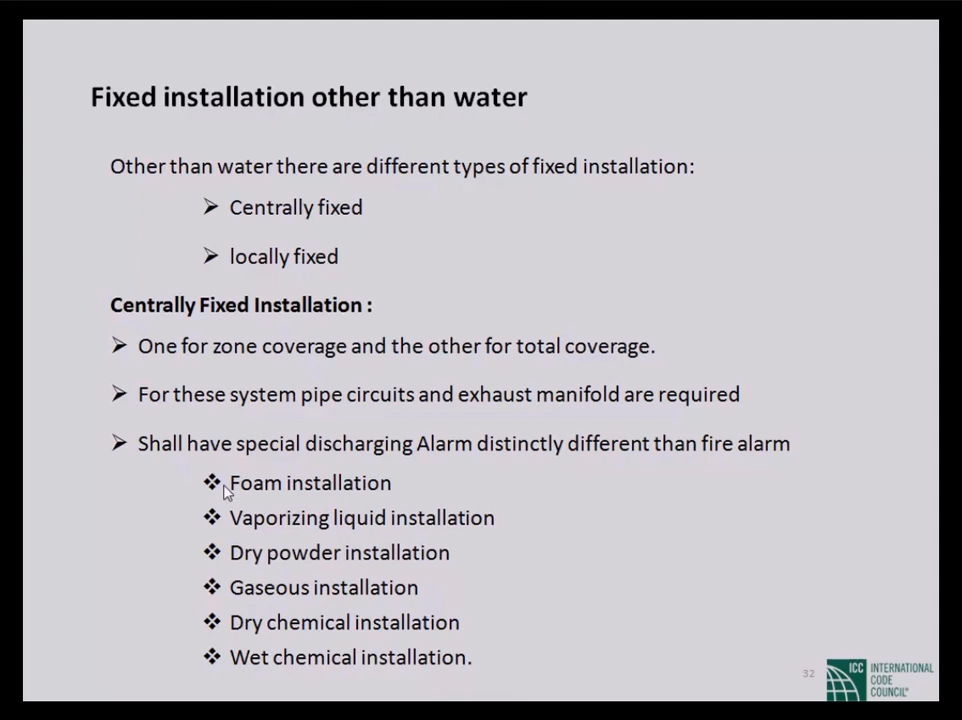 Fixed installation other than water
Other than water there are different types of fixed installation:
➢ Centrally fixed
➢ locally fixed
Centrally Fixed Installation :
➢ One for zone coverage and the other for total coverage.
➢ For these system pipe circuits and exhaust manifold are required
➢ Shall have special discharging Alarm distinctly different than fire alarm
❖ Foam installation
❖ Vaporizing liquid installation
❖ Dry powder installation
❖ Gaseous installation
❖ Dry chemical installation
❖ Wet chemical installation.
32
ICC
INTERNATIONAL
CODE
COUNCIL®